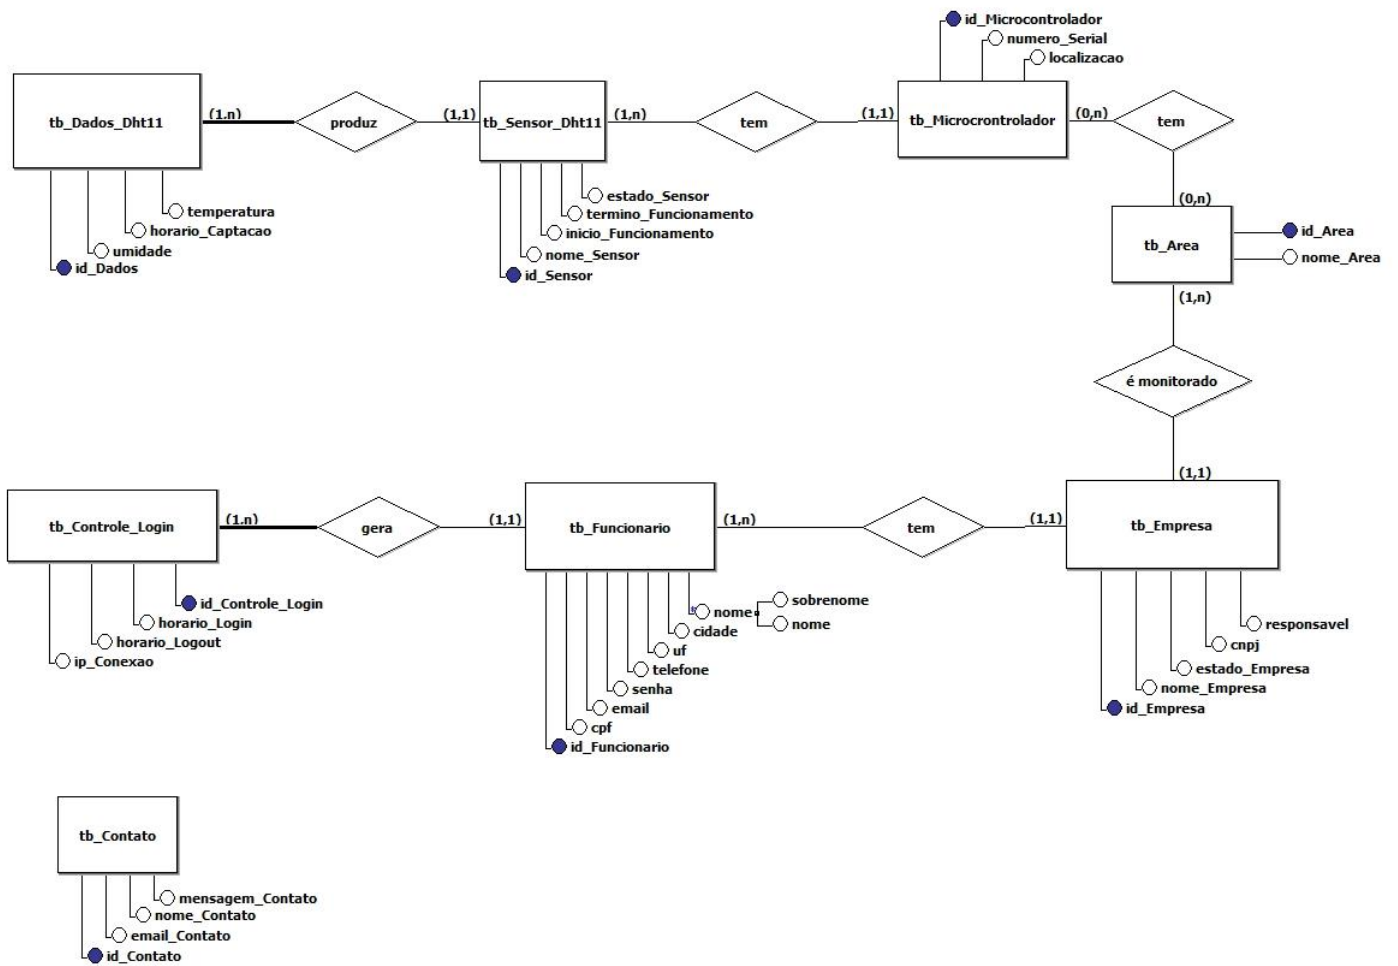 id_Microcontrolador
numero_Serial
localizacao
tb_Dados_Dht11
(1.n)
produz
(1,1)
tb_Sensor_Dht11
(1,n)
tem
(1,1)
tb_Microcrontrolador
(0,n)
tem
temperatura
horario_Captacao
umidade
id_Dados
estado_Sensor
termino_Funcionamento
inicio_Funcionamento
nome_Sensor
id_Sensor
(0,n)
tb_Area
id_Area
nome_Area
(1,n)
é monitorado
(1,1)
tb_Controle_Login
(1.n)
gera
(1,1)
tb_Funcionario
(1,n)
tem
(1,1)
tb_Empresa
id_Controle_Login
horario_Login
horario_Logout
ip_Conexao
nome
sobrenome
nome
cidade
uf
telefone
senha
email
cpf
id_Funcionario
responsavel
cnpj
estado_Empresa
nome_Empresa
id_Empresa
tb_Contato
mensagem_Contato
nome_Contato
email_Contato
id_Contato